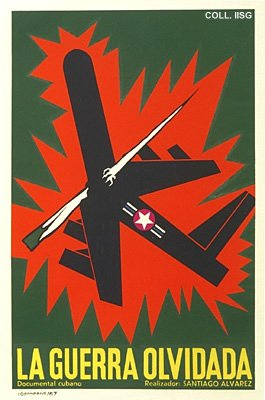 COLL. IISG
LA GUERRA OLVIDADA
Documental cubano Realizador: SANTIAGO ALVAREZ